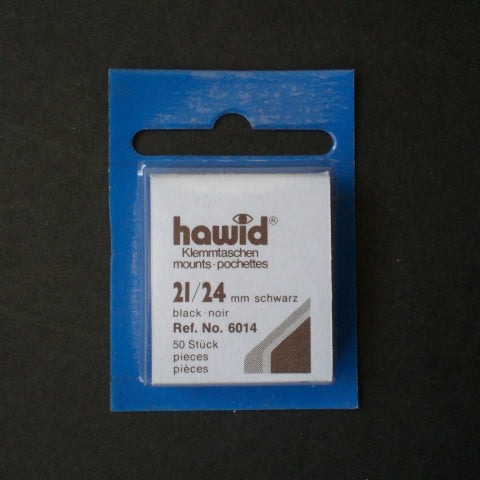 hawid®
Klemmtaschen
mounts·pochettes
21/24 mm schwarz
black·noir
Ref. No. 6014
50 Stück
pieces
pièces